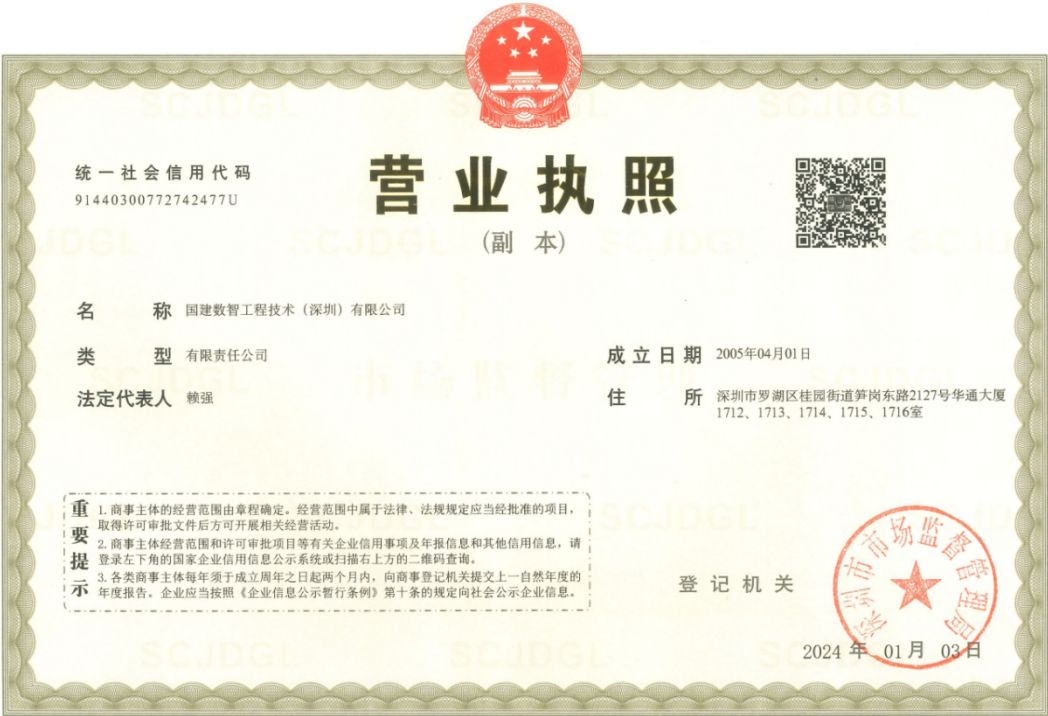 统一社会信用代码
91440300772742477U
营业执照
(副 本)
名 称 国建数智工程技术（深圳）有限公司
类 型 有限责任公司
法定代表人 赖强
成立日期 2005年04月01日
住 所 深圳市罗湖区桂园街道笋岗东路2127号华通大厦
1712、1713、1714、1715、1716室
重要提示
1. 商事主体的经营范围由章程确定。经营范围中属于法律、法规规定应当经批准的项目，
取得许可审批文件后方可开展相关经营活动。
2. 商事主体经营范围和许可审批项目等有关企业信用事项及年报信息和其他信用信息，请
登录左下角的国家企业信用信息公示系统或扫描右上方的二维码查询。
3. 各类商事主体每年须于成立周年之日起两个月内，向商事登记机关提交上一自然年度的
年度报告。企业应当按照《企业信息公示暂行条例》第十条的规定向社会公示企业信息。
登记机关
深圳市市场监督管理局
2024 年 01 月 03 日
SCJDGL